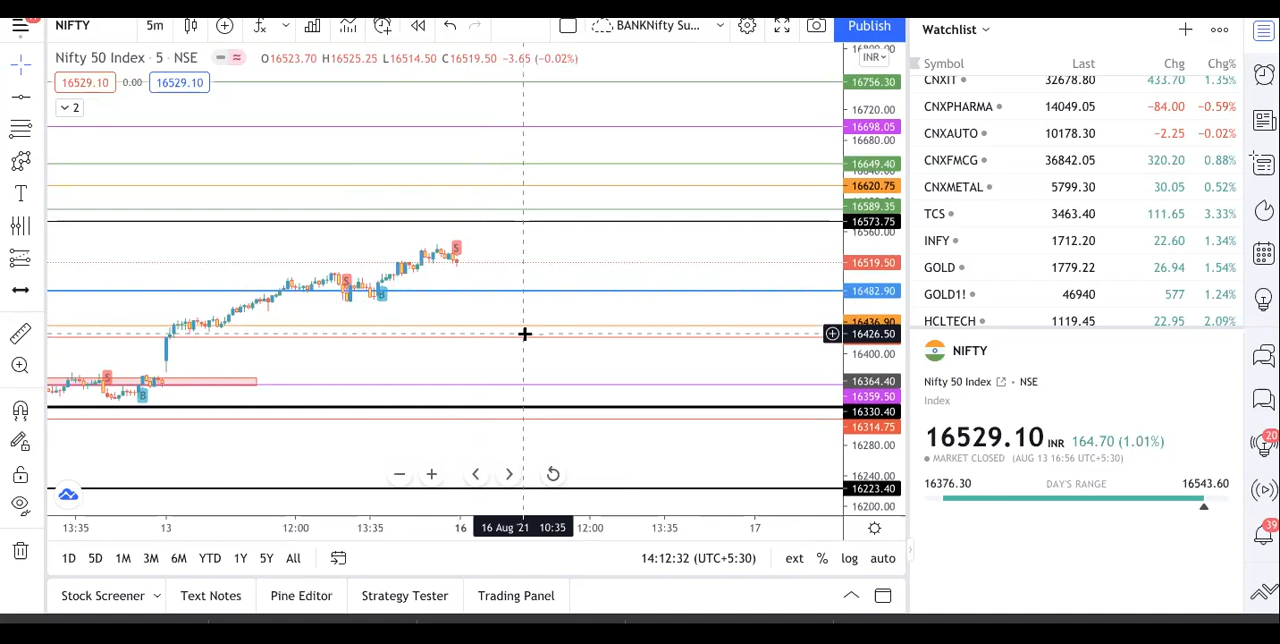 NIFTY 5m BANKNifty Su... Publish
Nifty 50 Index · 5 · NSE O16523.70 H16525.25 L16514.50 C16519.50 −3.65 (−0.02%)
INR
16529.10 0.00 16529.10
2
16756.30
16720.00
16698.05
16680.00
16649.40
16620.75
16589.35
16573.75
16560.00
16519.50
16482.90
16436.90
16426.50
16400.00
16364.40
16359.50
16330.40
16314.75
16280.00
16240.00
16223.40
16200.00
S
S
B
S
B
13:35 13 12:00 13:35 16 16 Aug '21 10:35 12:00 13:35 17
1D 5D 1M 3M 6M YTD 1Y 5Y All 14:12:32 (UTC+5:30) ext % log auto
Stock Screener Text Notes Pine Editor Strategy Tester Trading Panel
Watchlist
Symbol Last Chg Chg%
CNXIT 32678.80 433.70 1.35%
CNXPHARMA 14049.05 −84.00 −0.59%
CNXAUTO 10178.30 −2.25 −0.02%
CNXFMCG 36842.05 320.20 0.88%
CNXMETAL 5799.30 30.05 0.52%
TCS 3463.40 111.65 3.33%
INFY 1712.20 22.60 1.34%
GOLD 1779.22 26.94 1.54%
GOLD1! 46940 577 1.24%
HCLTECH 1119.45 22.95 2.09%
NIFTY
Nifty 50 Index · NSE
Index
16529.10 INR 164.70 (1.01%)
MARKET CLOSED (AUG 13 16:56 UTC+5:30)
16376.30 DAY'S RANGE 16543.60
20
39